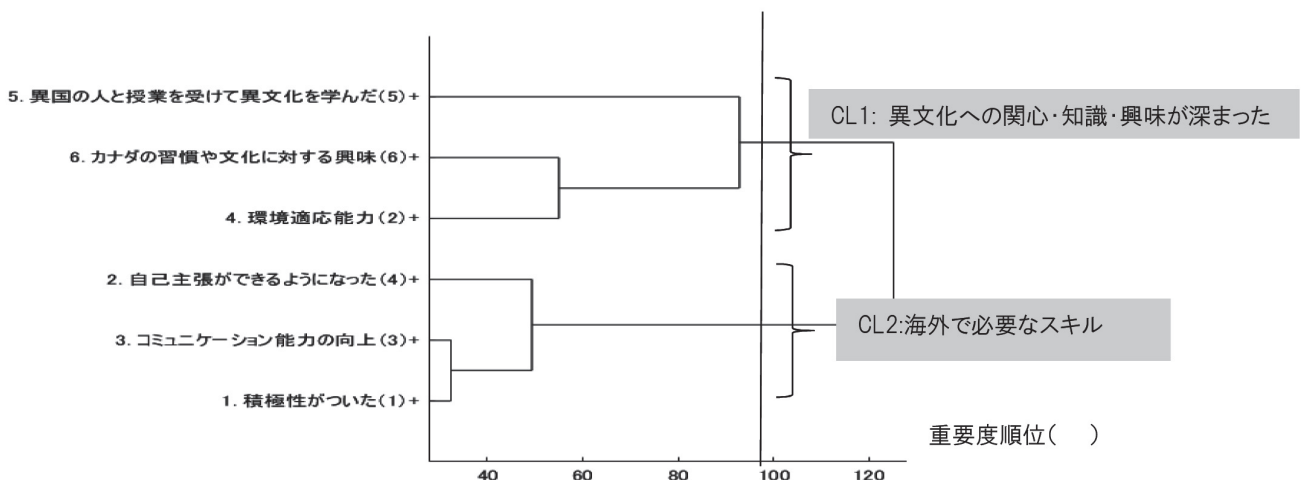 5. 異国の人と授業を受けて異文化を学んだ(5)+
6. カナダの習慣や文化に対する興味(6)+
4. 環境適応能力(2)+
2. 自己主張ができるようになった(4)+
3. コミュニケーション能力の向上(3)+
1. 積極性がついた(1)+
CL1: 異文化への関心・知識・興味が深まった
CL2:海外で必要なスキル
重要度順位(　)
40 60 80 100 120